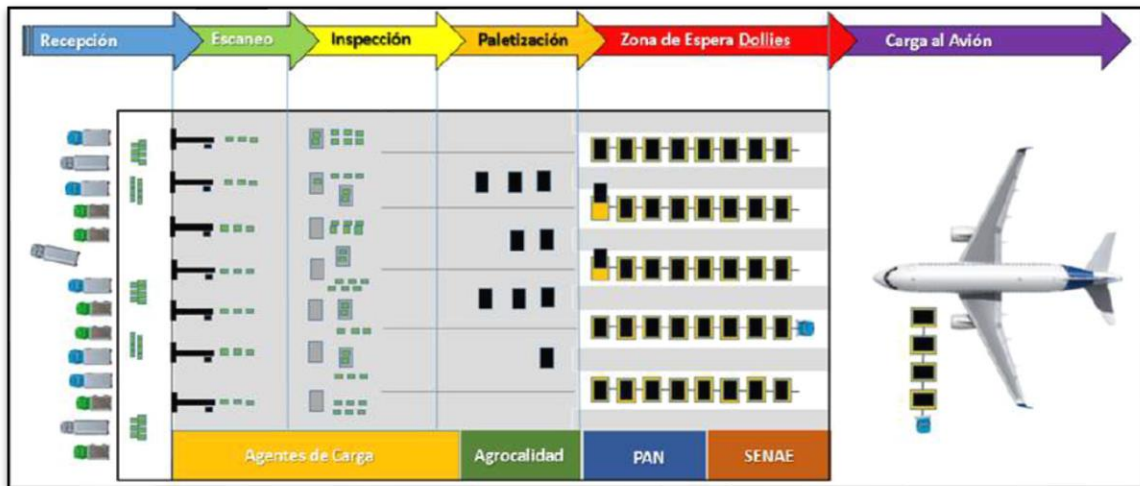 Recepción
Escaneo
Inspección
Paletización
Zona de Espera Dollies
Carga al Avión
Agentes de Carga
Agrocalidad
PAN
SENAE